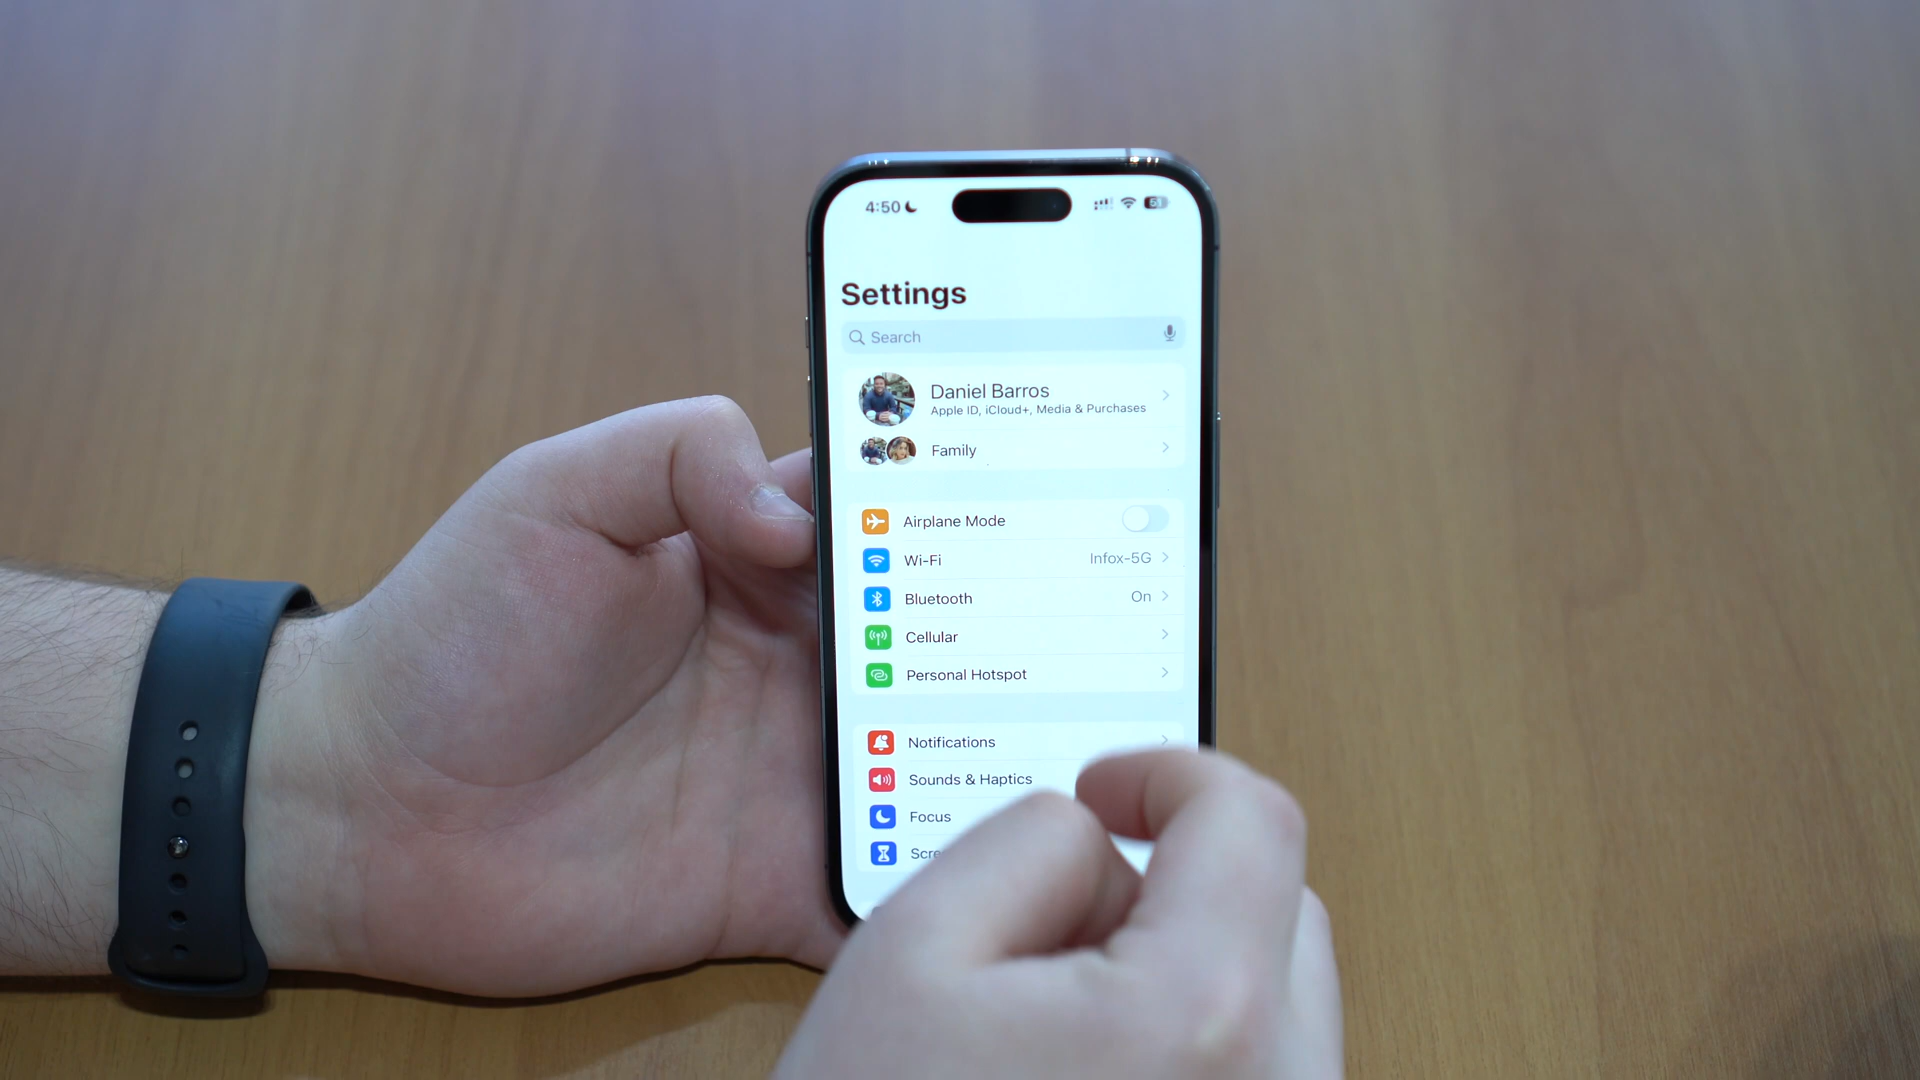 4:50
Settings
Search
Daniel Barros
Apple ID, iCloud+, Media & Purchases
Family
Airplane Mode
Wi-Fi Infox-5G
Bluetooth On
Cellular
Personal Hotspot
Notifications
Sounds & Haptics
Focus